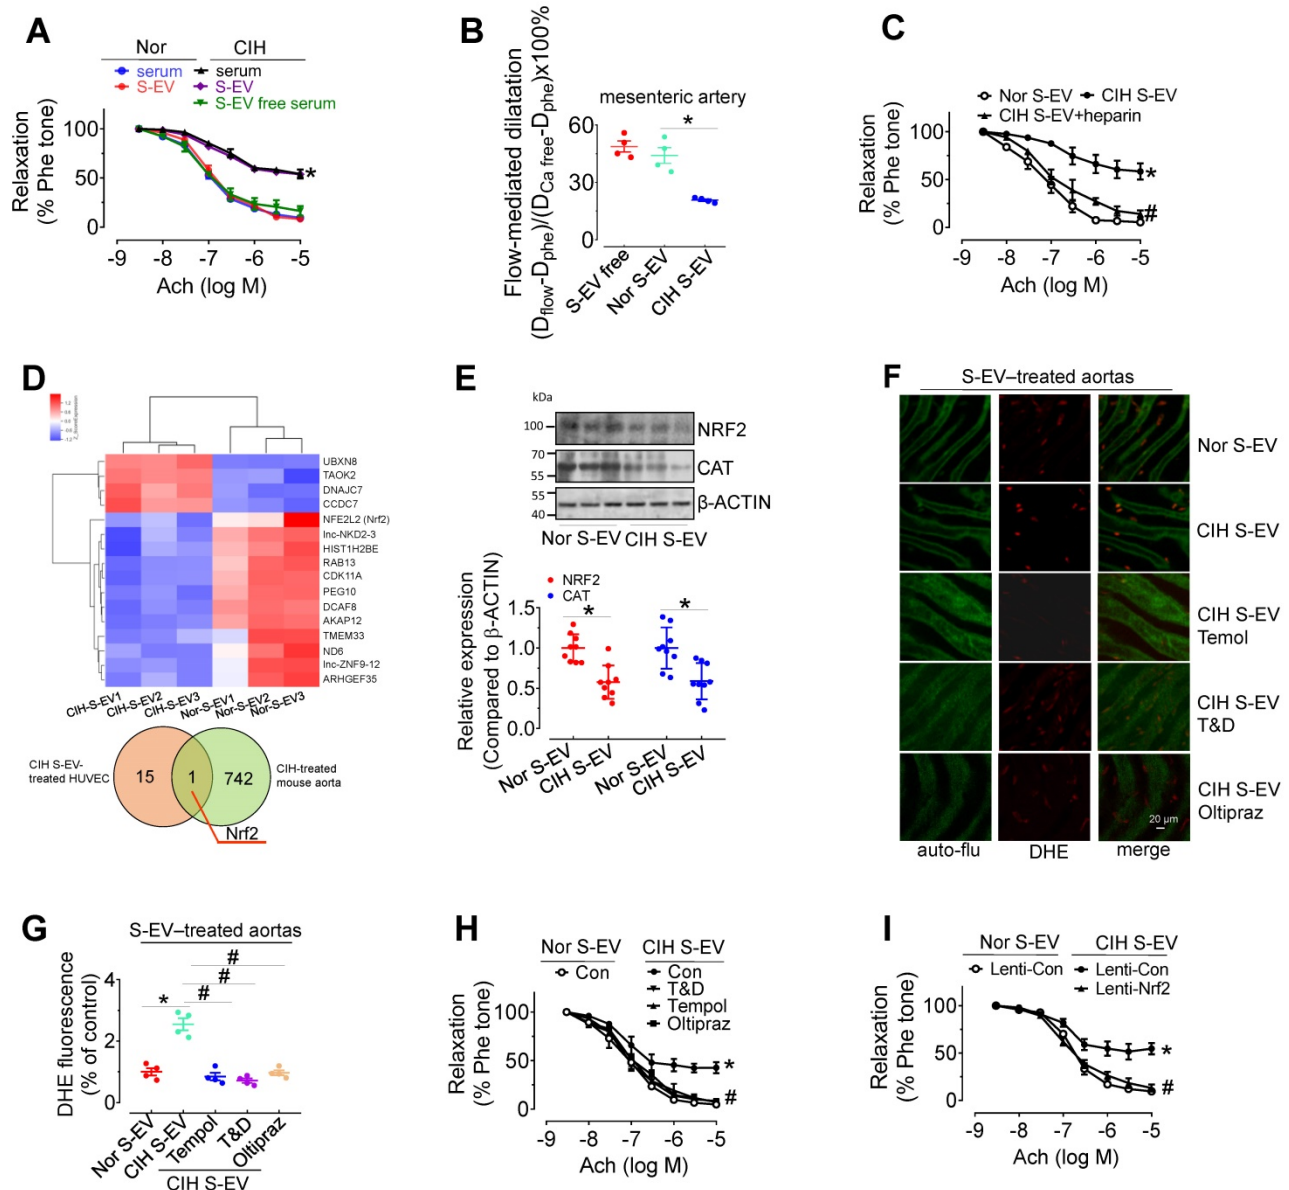 A
Nor CIH
serum serum
S-EV S-EV
S-EV free serum
Relaxation
(% Phe tone)
100
50
0
-9 -8 -7 -6 -5
Ach (log M)
B
Flow-mediated dilatation
(Dflow-Dphe)/(DCa free-Dphe)x100%
mesenteric artery
*
60
30
0
S-EV free
Nor S-EV
CIH S-EV
C
Nor S-EV CIH S-EV
CIH S-EV+heparin
Relaxation
(% Phe tone)
100
50
0
*
#
-9 -8 -7 -6 -5
Ach (log M)
D
1.2
0.6
-0.6
-1.2
UBXN8
TAOK2
DNAJC7
CCDC7
NFE2L2 (Nrf2)
lnc-NKD2-3
HIST1H2BE
RAB13
CDK11A
PEG10
DCAF8
AKAP12
TMEM33
ND6
lnc-ZNF9-12
ARHGEF35
CIH-S-EV1
CIH-S-EV2
CIH-S-EV3
Nor-S-EV1
Nor-S-EV2
Nor-S-EV3
CIH S-EV-
treated HUVEC
15 1 742
CIH-treated
mouse aorta
Nrf2
E
kDa
100
NRF2
70
55
CAT
55
40
β-ACTIN
Nor S-EV CIH S-EV
NRF2
CAT
Relative expression
(Compared to β-ACTIN)
1.5
1.0
0.5
0.0
* *
Nor S-EV
CIH S-EV
Nor S-EV
CIH S-EV
F
S-EV–treated aortas
Nor S-EV
CIH S-EV
CIH S-EV
Temol
CIH S-EV
T&D
CIH S-EV
Oltipraz
20 μm
auto-flu DHE merge
G
S-EV–treated aortas
DHE fluorescence
(% of control)
4
2
0
* # # #
Nor S-EV
CIH S-EV
Tempol
T&D
Oltipraz
CIH S-EV
H
Nor S-EV CIH S-EV
Con Con
T&D
Tempol
Oltipraz
Relaxation
(% Phe tone)
100
50
0
*
#
-9 -8 -7 -6 -5
Ach (log M)
I
Nor S-EV CIH S-EV
Lenti-Con Lenti-Con
Lenti-Nrf2
Relaxation
(% Phe tone)
100
50
0
*
#
-9 -8 -7 -6 -5
Ach (log M)